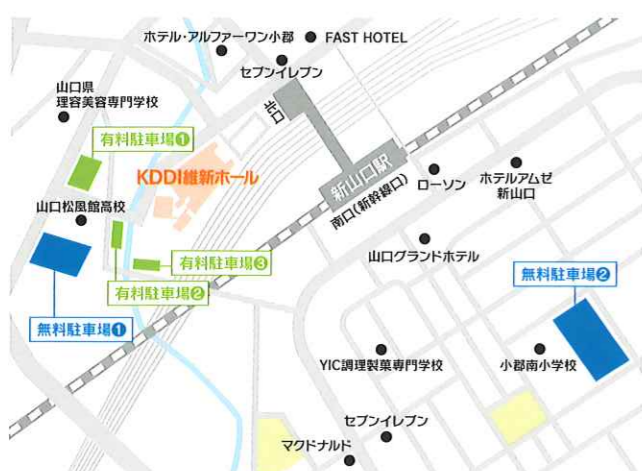 ホテル・アルファーワン小郡
FAST HOTEL
セブンイレブン
山口県
理容美容専門学校
北口
有料駐車場❶
KDDI維新ホール
新山口駅
南口(新幹線口)
ローソン
ホテルアムゼ
新山口
山口松風館高校
山口グランドホテル
有料駐車場❸
有料駐車場❷
無料駐車場❶
無料駐車場❷
YIC調理製菓専門学校
小郡南小学校
セブンイレブン
マクドナルド